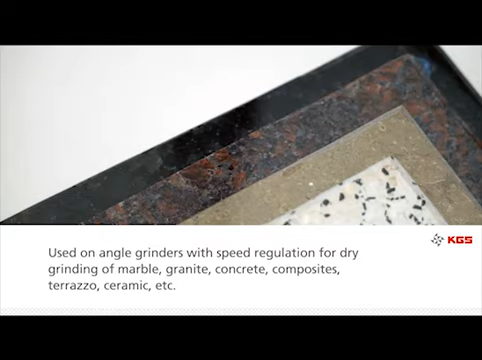 KGS
Used on angle grinders with speed regulation for dry
grinding of marble, granite, concrete, composites,
terrazzo, ceramic, etc.